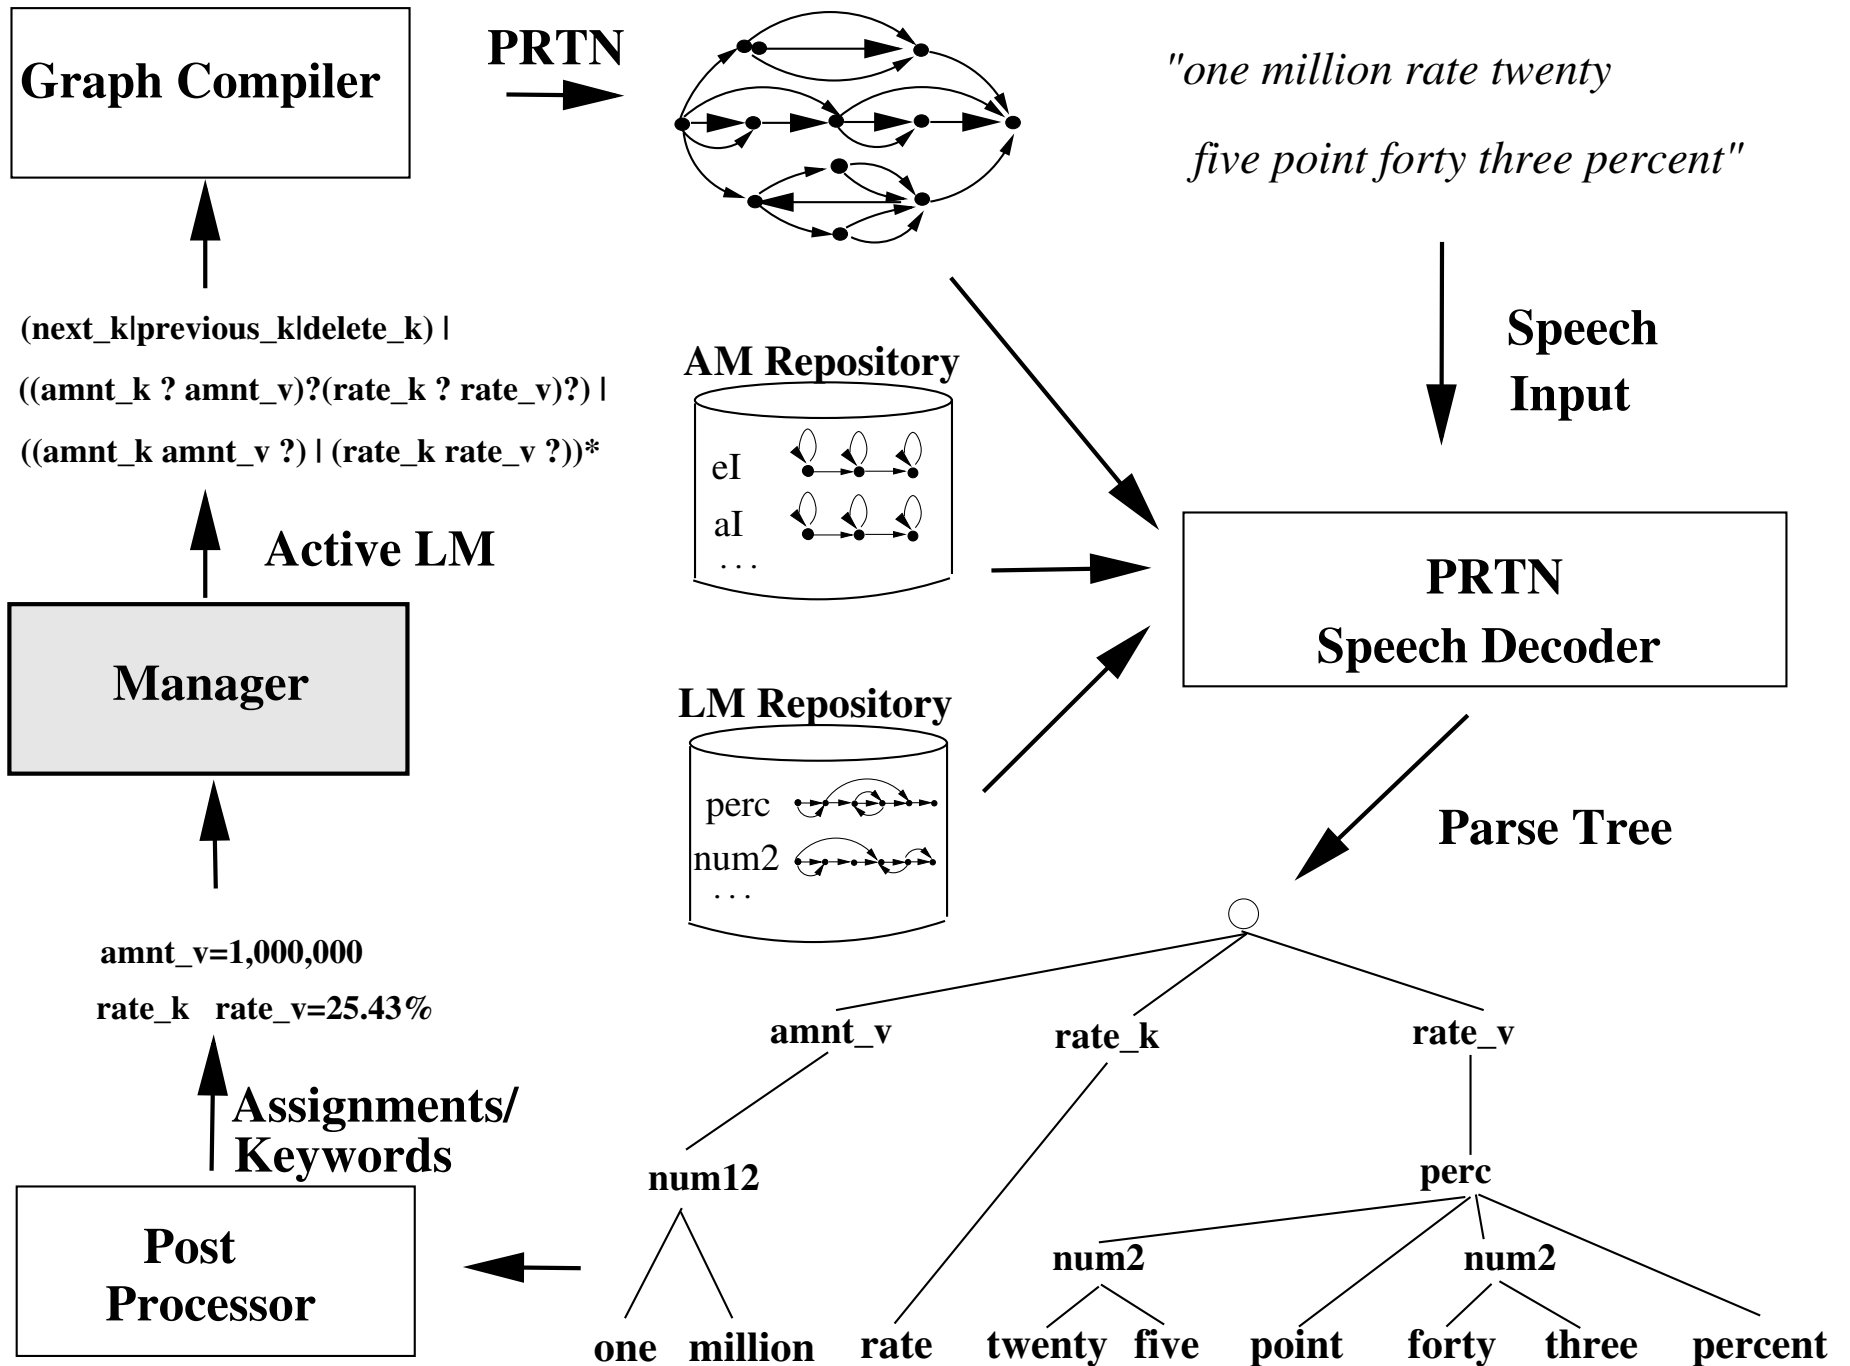 Graph Compiler
PRTN
"one million rate twenty
five point forty three percent"
(next_k|previous_k|delete_k) |
((amnt_k ? amnt_v)?(rate_k ? rate_v)?) |
((amnt_k amnt_v ?) | (rate_k rate_v ?))*
Active LM
Manager
AM Repository
eI
aI
. . .
Speech
Input
PRTN
Speech Decoder
LM Repository
perc
num2
. . .
Parse Tree
amnt_v=1,000,000
rate_k rate_v=25.43%
Assignments/
Keywords
Post
Processor
amnt_v rate_k rate_v
num12 perc
num2 num2
one million rate twenty five point forty three percent